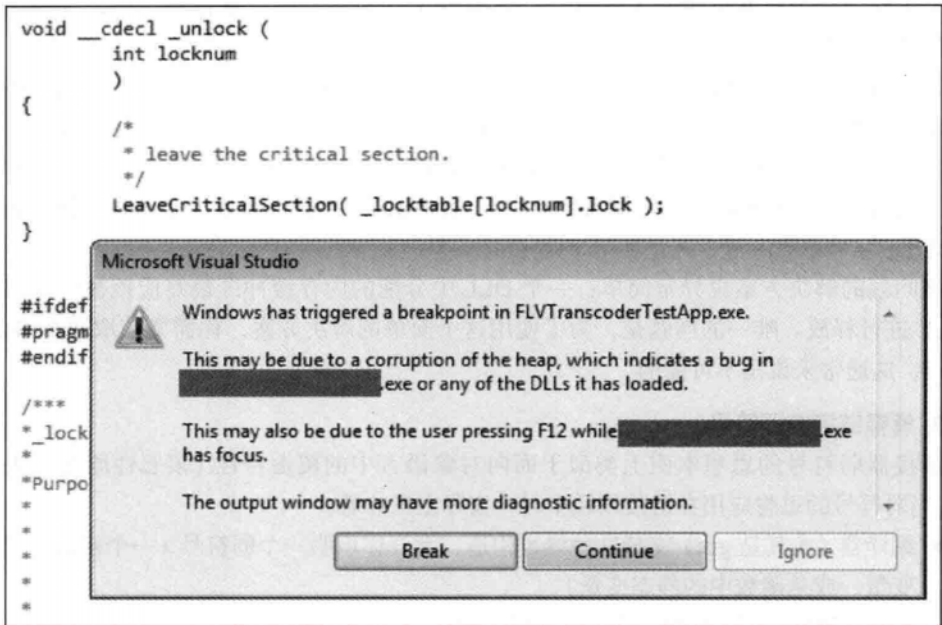 void __cdecl _unlock (
int locknum
)
{
/*
* leave the critical section.
*/
LeaveCriticalSection( _locktable[locknum].lock );
}
Microsoft Visual Studio
#ifdef
#pragm
#endif
/***
*_lock
*
*Purpo
*
*
*
*
*
Windows has triggered a breakpoint in FLVTranscoderTestApp.exe.
This may be due to a corruption of the heap, which indicates a bug in
.exe or any of the DLLs it has loaded.
This may also be due to the user pressing F12 while .exe
has focus.
The output window may have more diagnostic information.
Break
Continue
Ignore